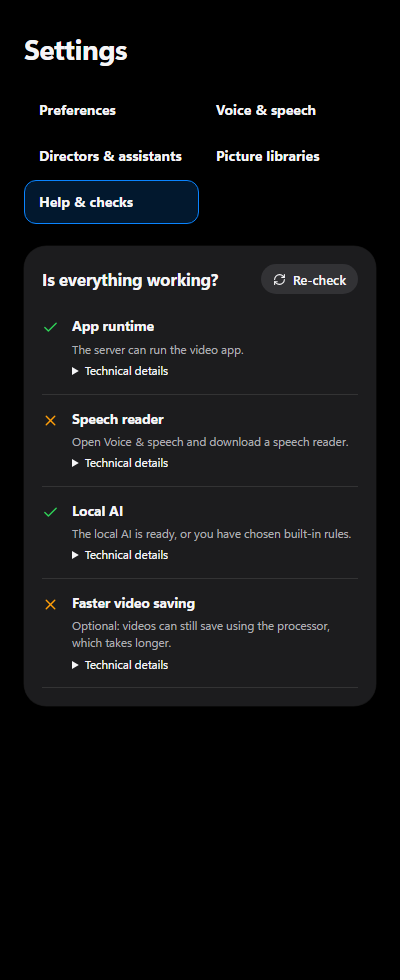 Settings
Preferences
Voice & speech
Directors & assistants
Picture libraries
Help & checks
Is everything working?
Re-check
App runtime
The server can run the video app.
Technical details
Speech reader
Open Voice & speech and download a speech reader.
Technical details
Local AI
The local AI is ready, or you have chosen built-in rules.
Technical details
Faster video saving
Optional: videos can still save using the processor,
which takes longer.
Technical details